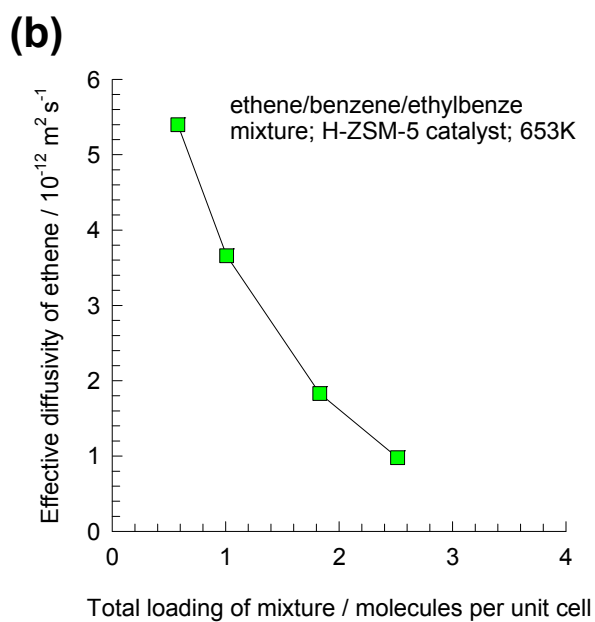 (b)
6
5
4
3
2
1
0
Effective diffusivity of ethene / 10⁻¹² m² s⁻¹
ethene/benzene/ethylbenze
mixture; H-ZSM-5 catalyst; 653K
0 1 2 3 4
Total loading of mixture / molecules per unit cell